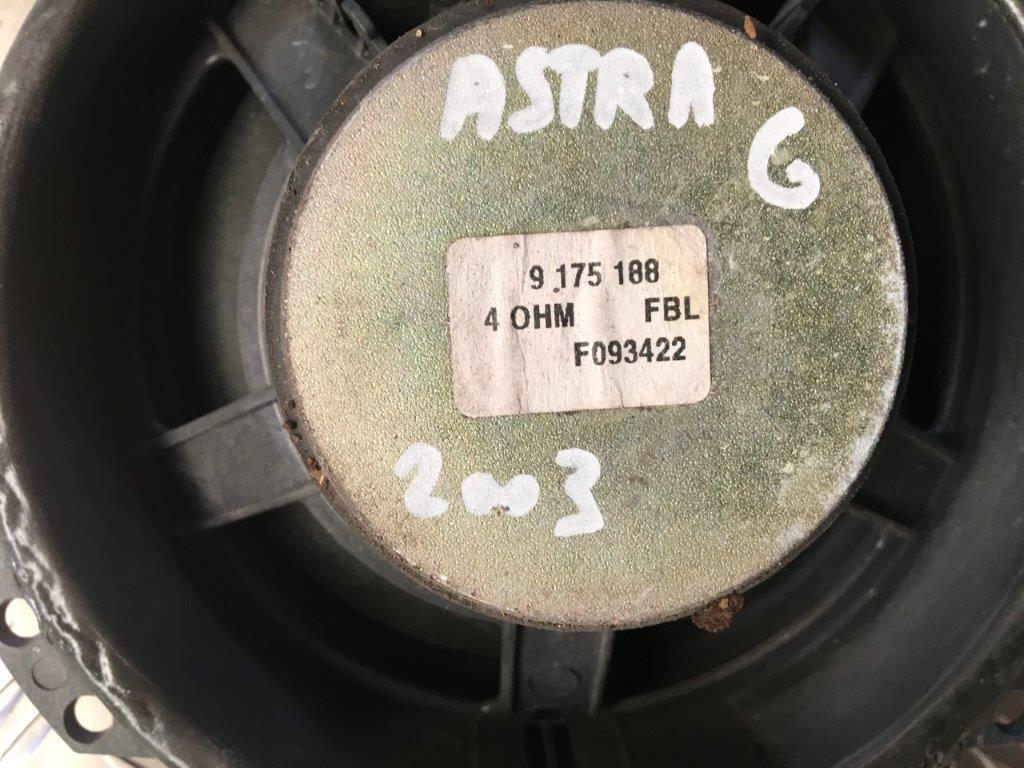 ASTRA
G
9 175 188
4 OHM FBL
F093422
2003